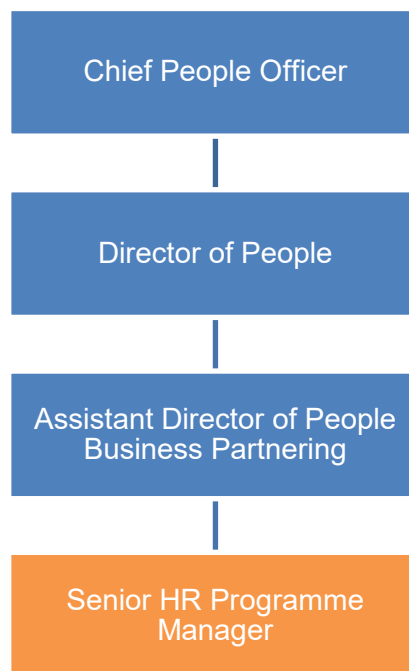 Chief People Officer
Director of People
Assistant Director of People
Business Partnering
Senior HR Programme
Manager